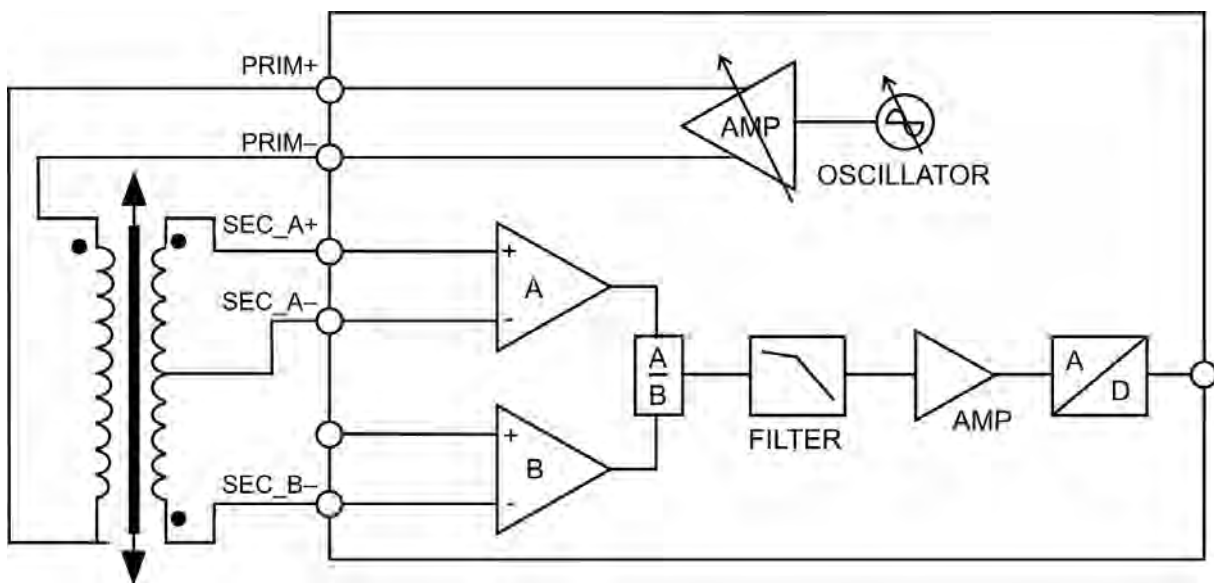 PRIM+
AMP
PRIM–
OSCILLATOR
SEC_A+
+
A
SEC_A–
-
A
B
A
D
+
FILTER
AMP
B
SEC_B–
-